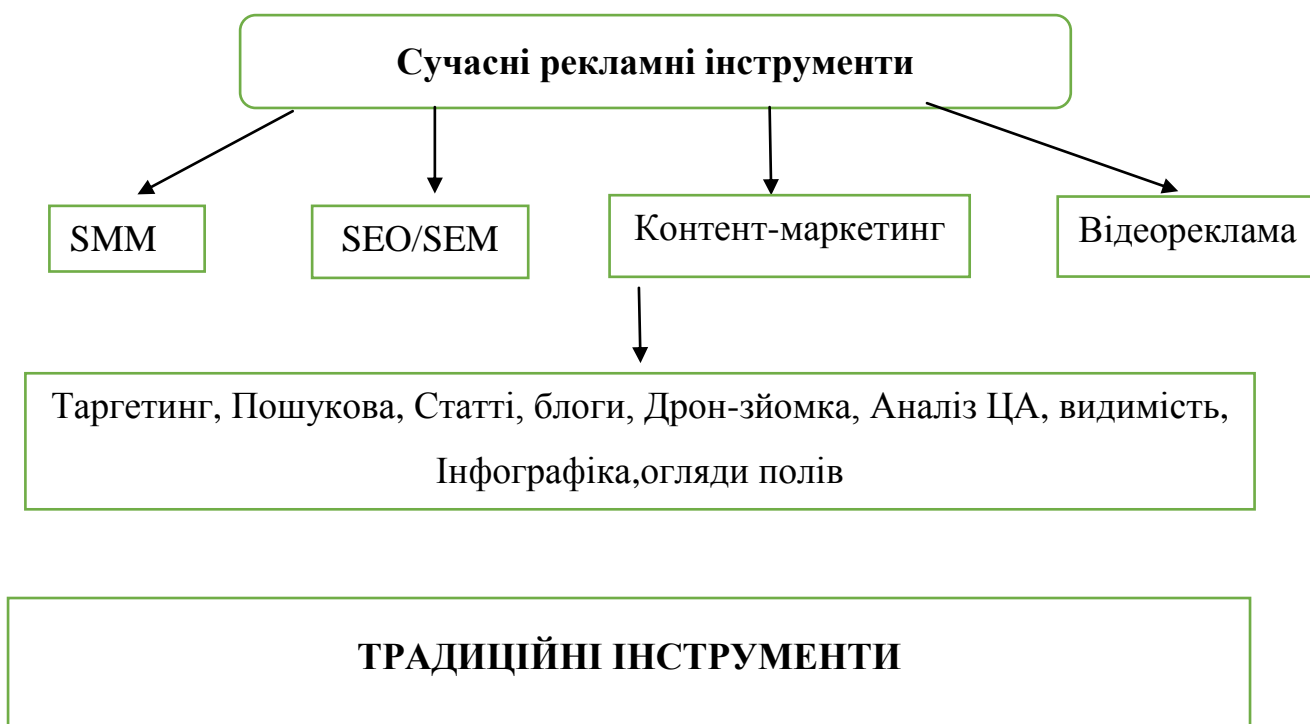 Сучасні рекламні інструменти
SMM
SEO/SEM
Контент-маркетинг
Відеореклама
Таргетинг, Пошукова, Статті, блоги, Дрон-зйомка, Аналіз ЦА, видимість,
Інфографіка,огляди полів
ТРАДИЦІЙНІ ІНСТРУМЕНТИ